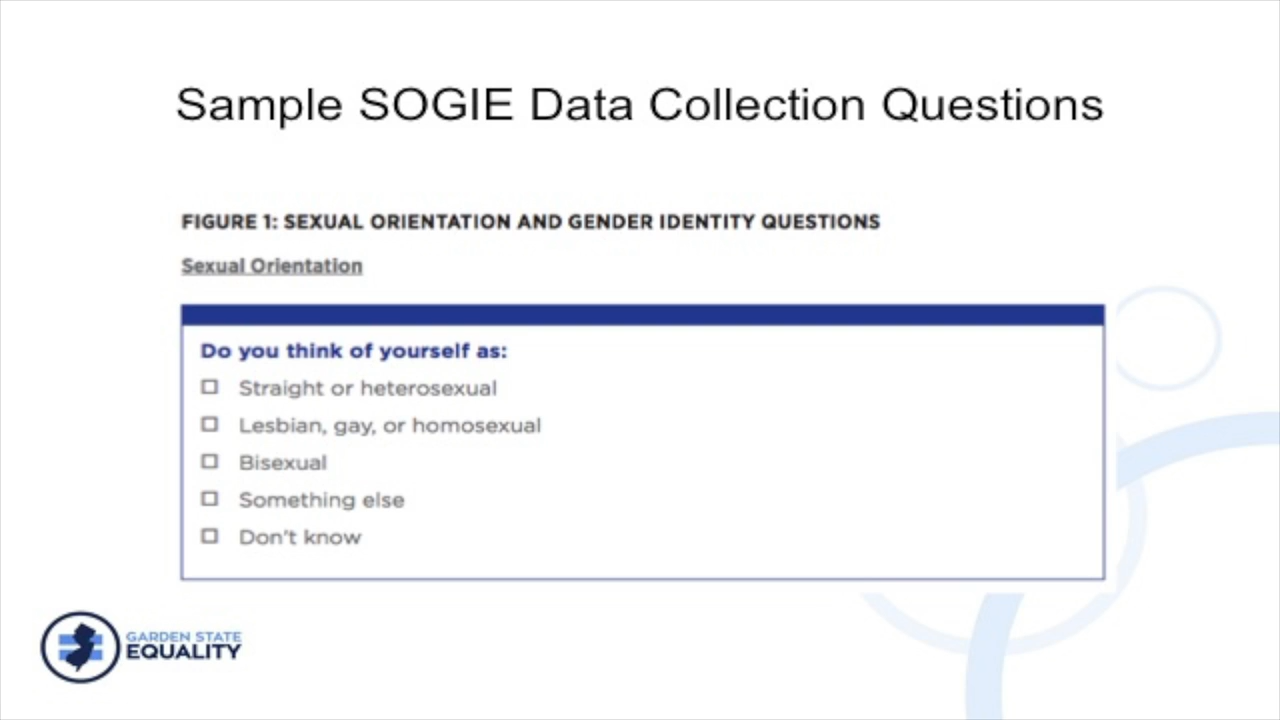 Sample SOGIE Data Collection Questions
FIGURE 1: SEXUAL ORIENTATION AND GENDER IDENTITY QUESTIONS
Sexual Orientation
Do you think of yourself as:
Straight or heterosexual
Lesbian, gay, or homosexual
Bisexual
Something else
Don't know
GARDEN STATE
EQUALITY